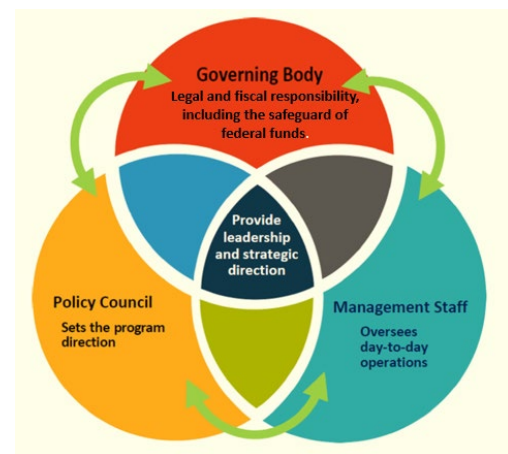 Governing Body
Legal and fiscal responsibility,
including the safeguard of
federal funds.
Provide
leadership
and strategic
direction
Policy Council
Sets the program
direction
Management Staff
Oversees
day-to-day
operations